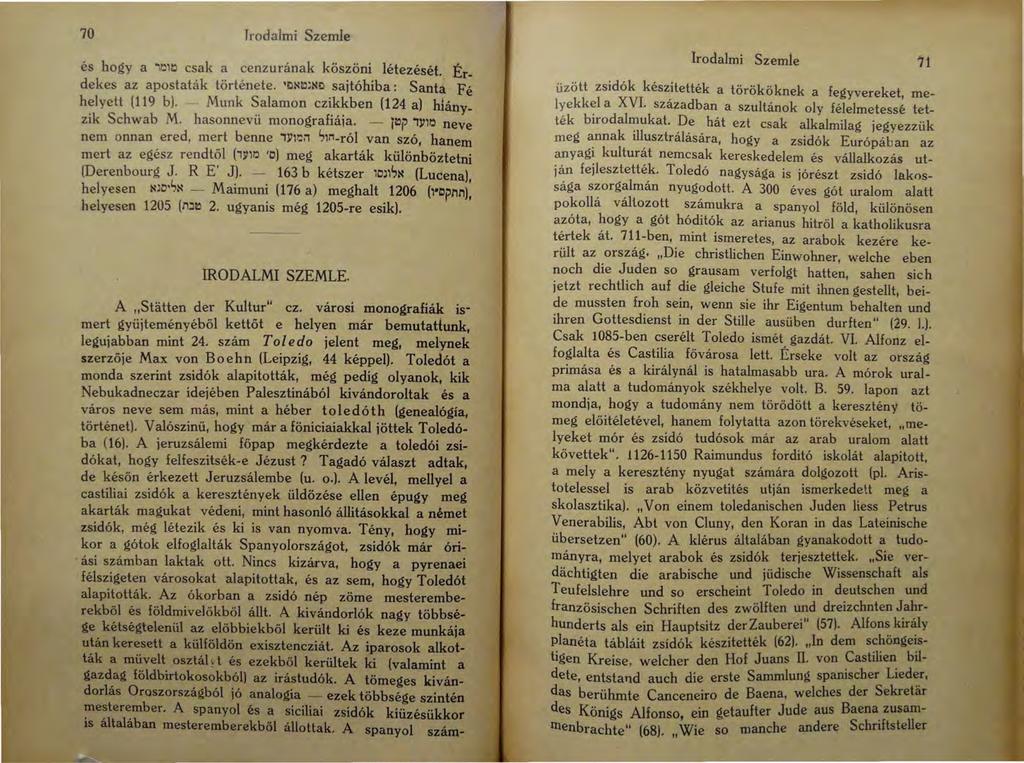 70 Irodalmi Szemle
és hogy a טוטר csak a cenzurának köszöni létezését. Ér-
dekes az apostaták története. סאנטאפי sajtóhiba: Santa Fé
helyett (119 b). — Munk Salamon czikkben (124 a) hiány-
zik Schwab M. hasonnevü monografiája. — מועד קטן neve
nem onnan ered, mert benne חול המועד-ról van szó, hanem
mert az egész rendtől (ס' מועד) meg akarták különböztetni
(Derenbourg J. R E' J). — 163 b kétszer (Lucena),
helyesen — Maimuni (176 a) meghalt 1206
helyesen 1205 (טבת 2. ugyanis még 1205-re esik).
IRODALMI SZEMLE.
A „Stätten der Kultur“ cz. városi monografiák is-
mert gyüjteményéből kettőt e helyen már bemutattunk,
legujabban mint 24. szám Toledo jelent meg, melynek
szerzője Max von Boehn (Leipzig, 44 képpel). Toledót a
monda szerint zsidók alapitották, még pedig olyanok, kik
Nebukadneczar idejében Palesztinából kivándoroltak és a
város neve sem más, mint a héber toledóth (genealógia,
történet). Valószinü, hogy már a föniciaiakkal jöttek Toledó-
ba (16). A jeruzsálemi főpap megkérdezte a toledói zsi-
dókat, hogy felfeszitsék-e Jézust ? Tagadó választ adtak,
de későn érkezett Jeruzsálembe (u. o.). A levél, mellyel a
castiliai zsidók a keresztények üldözése ellen épugy meg
akarták magukat védeni, mint hasonló állitásokkal a német
zsidók, még létezik és ki is van nyomva. Tény, hogy mi-
kor a gótok elfoglalták Spanyolországot, zsidók már óri-
ási számban laktak ott. Nincs kizárva, hogy a pyrenaei
félszigeten városokat alapitottak, és az sem, hogy Toledót
alapitották. Az ókorban a zsidó nép zöme mesterembe-
rekből és földmivelőkből állt. A kivándorlók nagy többsé-
ge kétségtelenül az előbbiekből került ki és keze munkája
után keresett a külföldön exisztencziát. Az iparosok alkot-
ták a müvelt osztályt és ezekből kerültek ki (valamint a
gazdag földbirtokosokból) az irástudók. A tömeges kiván-
dorlás Oroszországból jó analogia — ezek többsége szintén
mesterember. A spanyol és a siciliai zsidók kiüzésükkor
is általában mesteremberekből állottak. A spanyol szám-
Irodalmi Szemle 71
üzött zsidók készitették a törököknek a fegyvereket, me-
lyekkel a XVI. században a szultánok oly félelmetessé tet-
ték birodalmukat. De hát ezt csak alkalmilag jegyezzük
meg annak illusztrálására, hogy a zsidók Európában az
anyagi kulturát nemcsak kereskedelem és vállalkozás ut-
ján fejlesztették. Toledó nagysága is jórészt zsidó lakos-
sága szorgalmán nyugodott. A 300 éves gót uralom alatt
pokollá változott számukra a spanyol föld, különösen
azóta, hogy a gót hóditók az arianus hitről a katholikusra
tértek át. 711-ben, mint ismeretes, az arabok kezére ke-
rült az ország. „Die christlichen Einwohner, welche eben
noch die Juden so grausam verfolgt hatten, sahen sich
jetzt rechtlich auf die gleiche Stufe mit ihnen gestellt, bei-
de mussten froh sein, wenn sie ihr Eigentum behalten und
ihren Gottesdienst in der Stille ausüben durften“ (29. l.).
Csak 1085-ben cserélt Toledo ismét gazdát. VI. Alfonz el-
foglalta és Castilia fővárosa lett. Érseke volt az ország
primása és a királynál is hatalmasabb ura. A mórok ural-
ma alatt a tudományok székhelye volt. B. 59. lapon azt
mondja, hogy a tudomány nem törődött a keresztény tö-
meg előitéletével, hanem folytatta azon törekvéseket, „me-
lyeket mór és zsidó tudósok már az arab uralom alatt
követtek“. 1126-1150 Raimundus forditó iskolát alapitott,
a mely a keresztény nyugat számára dolgozott (pl. Aris-
totelessel is arab közvetités utján ismerkedett meg a
skolasztika). „Von einem toledanischen Juden liess Petrus
Venerabilis, Abt von Cluny, den Koran in das Lateinische
übersetzen“ (60). A klérus általában gyanakodott a tudo-
mányra, melyet arabok és zsidók terjesztettek. „Sie ver-
dächtigten die arabische und jüdische Wissenschaft als
Teufelslehre und so erscheint Toledo in deutschen und
französischen Schriften des zwölften und dreizchnten Jahr-
hunderts als ein Hauptsitz der Zauberei“ (57). Alfons király
planéta tábláit zsidók készitették (62). „In dem schöngeis-
tigen Kreise, welcher den Hof Juans II. von Castilien bil-
dete, entstand auch die erste Sammlung spanischer Lieder,
das berühmte Canceneiro de Baena, welches der Sekretär
des Königs Alfonso, ein getaufter Jude aus Baena zusam-
menbrachte“ (68). „Wie so manche andere Schriftsteller